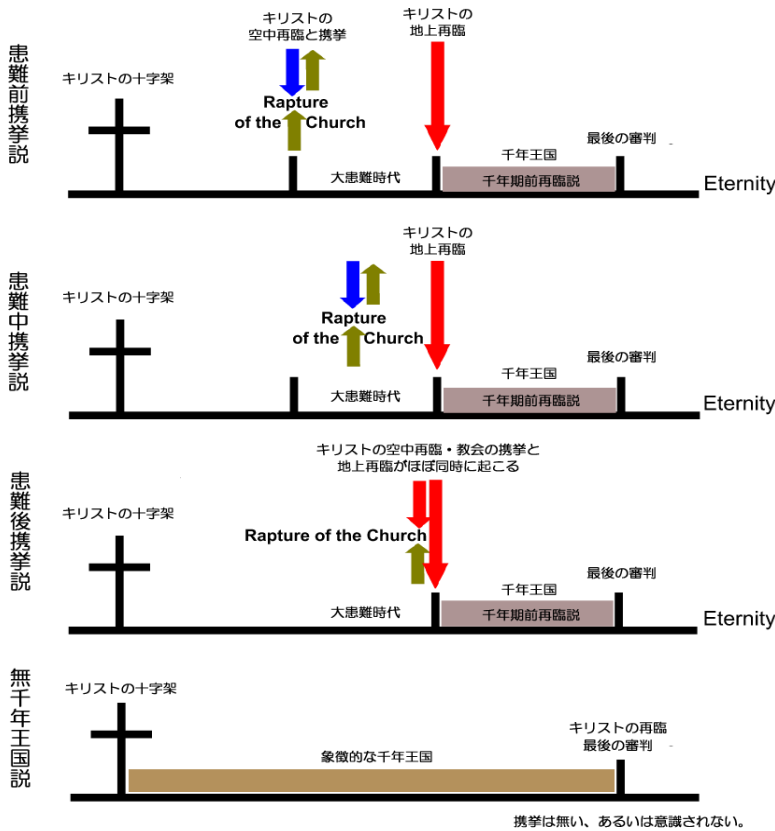 患難前携挙説
キリストの
空中再臨と携挙
キリストの
地上再臨
キリストの十字架
Rapture
of the Church
最後の審判
千年王国
大患難時代
千年期前再臨説
Eternity
患難中携挙説
キリストの
地上再臨
キリストの十字架
Rapture
of the Church
最後の審判
千年王国
大患難時代
千年期前再臨説
Eternity
患難後携挙説
キリストの空中再臨・教会の携挙と
地上再臨がほぼ同時に起こる
キリストの十字架
Rapture of the Church
最後の審判
千年王国
大患難時代
千年期前再臨説
Eternity
無千年王国説
キリストの十字架
キリストの再臨
最後の審判
象徴的な千年王国
携挙は無い、あるいは意識されない。